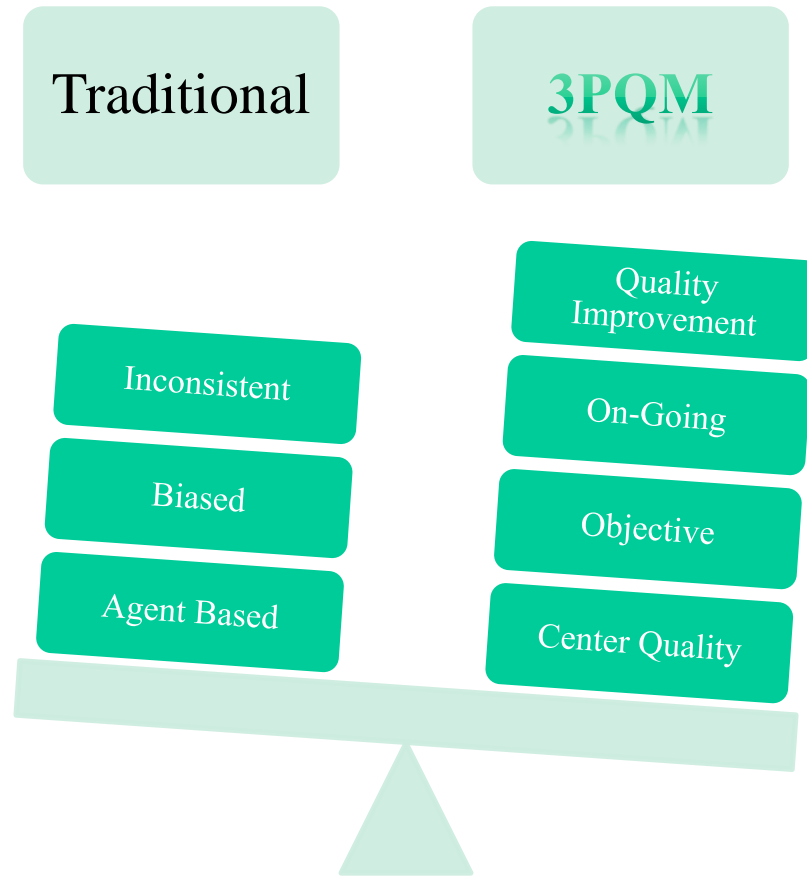 Traditional
3PQM
Inconsistent
Biased
Agent Based
Quality
Improvement
On-Going
Objective
Center Quality